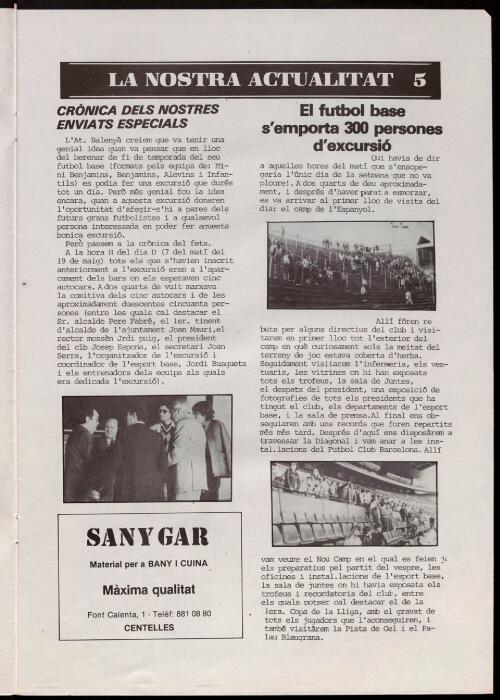 LA NOSTRA ACTUALITAT 5
CRÒNICA DELS NOSTRES
ENVIATS ESPECIALS
L'At. Balenyà creiem que va tenir una
genial idea quan va pensar que en lloc
del berenar de fi de temporada del seu
futbol base (formats pels equips de: Mi-
ni Benjamins, Benjamins, Alevins i Infan-
tils) es podia fer una excursió que durés
tot un dia. Però més genial fou la idea
encara, quan a aquesta excursió donaren
l'oportunitat d'afegir-s'hi a pares dels
futurs grans futbolistes i a qualsevol
persona interessada en poder fer aquesta
bonica excursió.
Però passem a la crònica del fets.
A la hora H del dia D (7 del matí del
19 de maig) tots els que s'havien inscrit
anteriorment a l'excursió eren a l'apar-
cament dels bars on els esperaven cinc
autocars. A dos quarts de vuit marxava
la comitiva dels cinc autocars i de les
aproximadament duescentes cincuanta per-
sones (entre les quals cal destacar el
Sr. alcalde Pere Fabré, el 1er. tinent
d'alcalde de l'ajuntament Joan Mauri,el
rector mossèn Jrdi puig, el president
del clb Josep Esporia, el secretari Joan
Serra, l'organitzador de l'excursió i
coordinador de l'esport base, Jordi Busquets
i els entrenadors dels equips als quals
era dedicada l'excursió).
SANYGAR
Material per a BANY I CUINA
Màxima qualitat
Font Calenta, 1 - Telèf: 881 08 80
CENTELLES
El futbol base
s'emporta 300 persones
d'excursió
Qui havia de dir
a aquelles hores del matí que s'ensope-
garia l'únic dia de la setmana que no va
ploure!. A dos quarts de deu aproximada-
ment, i després d'haver parat a esmorzar,
es va arrivar al primer lloc de visita del
dia: el camp de l'Espanyol.
Allí fóren re
buts per alguns directius del club i visi-
tarem en primer lloc tot l'exterior del
camp en què curiosament sols la meitat del
terreny de joc estava coberta d'herba.
Seguidament visitarem l'infermeria, els ves-
tuaris, les vitrines on hi han exposats
tots els trofeus, la sala de Juntes,
el despatx del president, una exposició de
fotografies de tots els presidents que ha
tingut el club, els departaments de l'esport
base, i la sala de premsa.Al final ens ob-
sequiaren amb uns records que foren repartits
més més tard. Després d'aquí ens disposàrem a
travessar la Diagonal i vam anar a les ins-
tal.lacions del Futbol Club Barcelona. Allí
vam veure el Nou Camp en el qual es feien ja
els preparatius pel partit del vespre, les
oficines i instal.lacions de l'esport base,
la sala de juntes on hi havia exposats els
trofeus i recordatoris del club, entre
els quals potser cal destacar el de la
1era. Copa de la Lliga, amb el gravat de
tots els jugadors que l'aconseguiren, i
també visitàrem la Pista de Gel i el Pa-
lau Blaugrana.